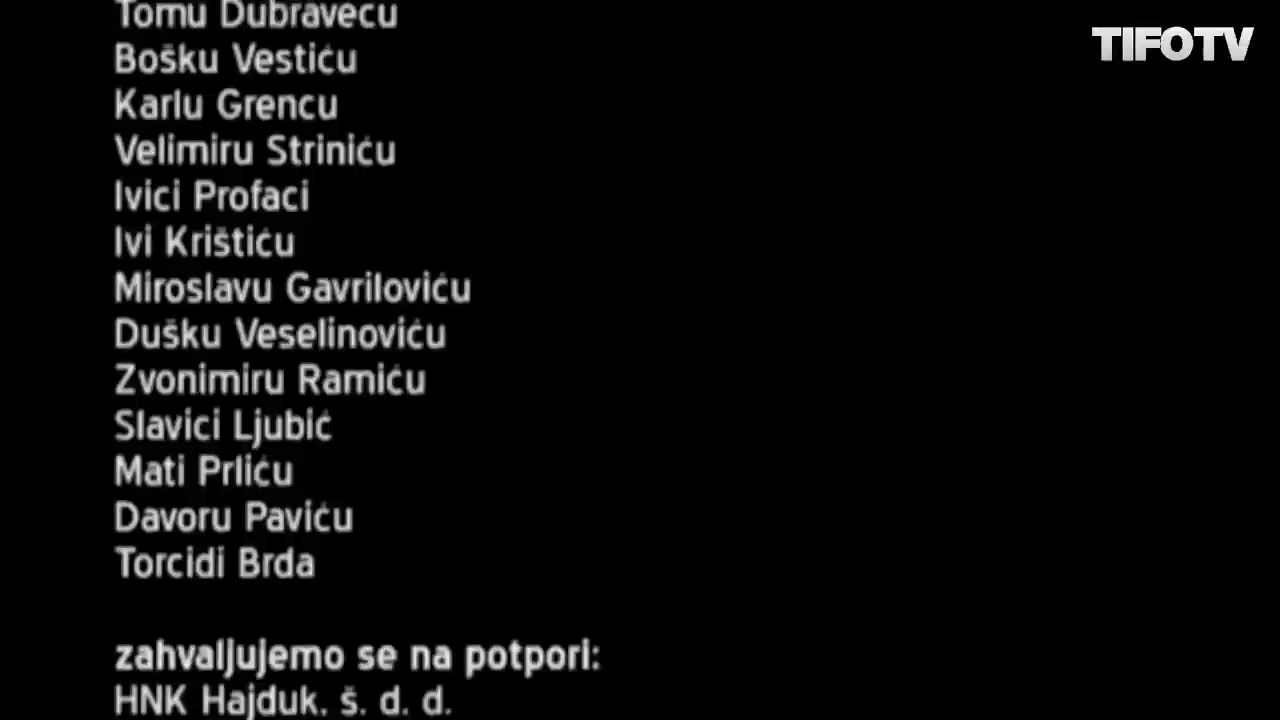 TIFOTV
Tomu Dubravecu
Bošku Vestiću
Karlu Grencu
Velimiru Striniću
Ivici Profaci
Ivi Krištiću
Miroslavu Gavriloviću
Dušku Veselinoviću
Zvonimiru Ramiću
Slavici Ljubić
Mati Prliću
Davoru Paviću
Torcidi Brda
zahvaljujemo se na potpori:
HNK Hajduk. š. d. d.